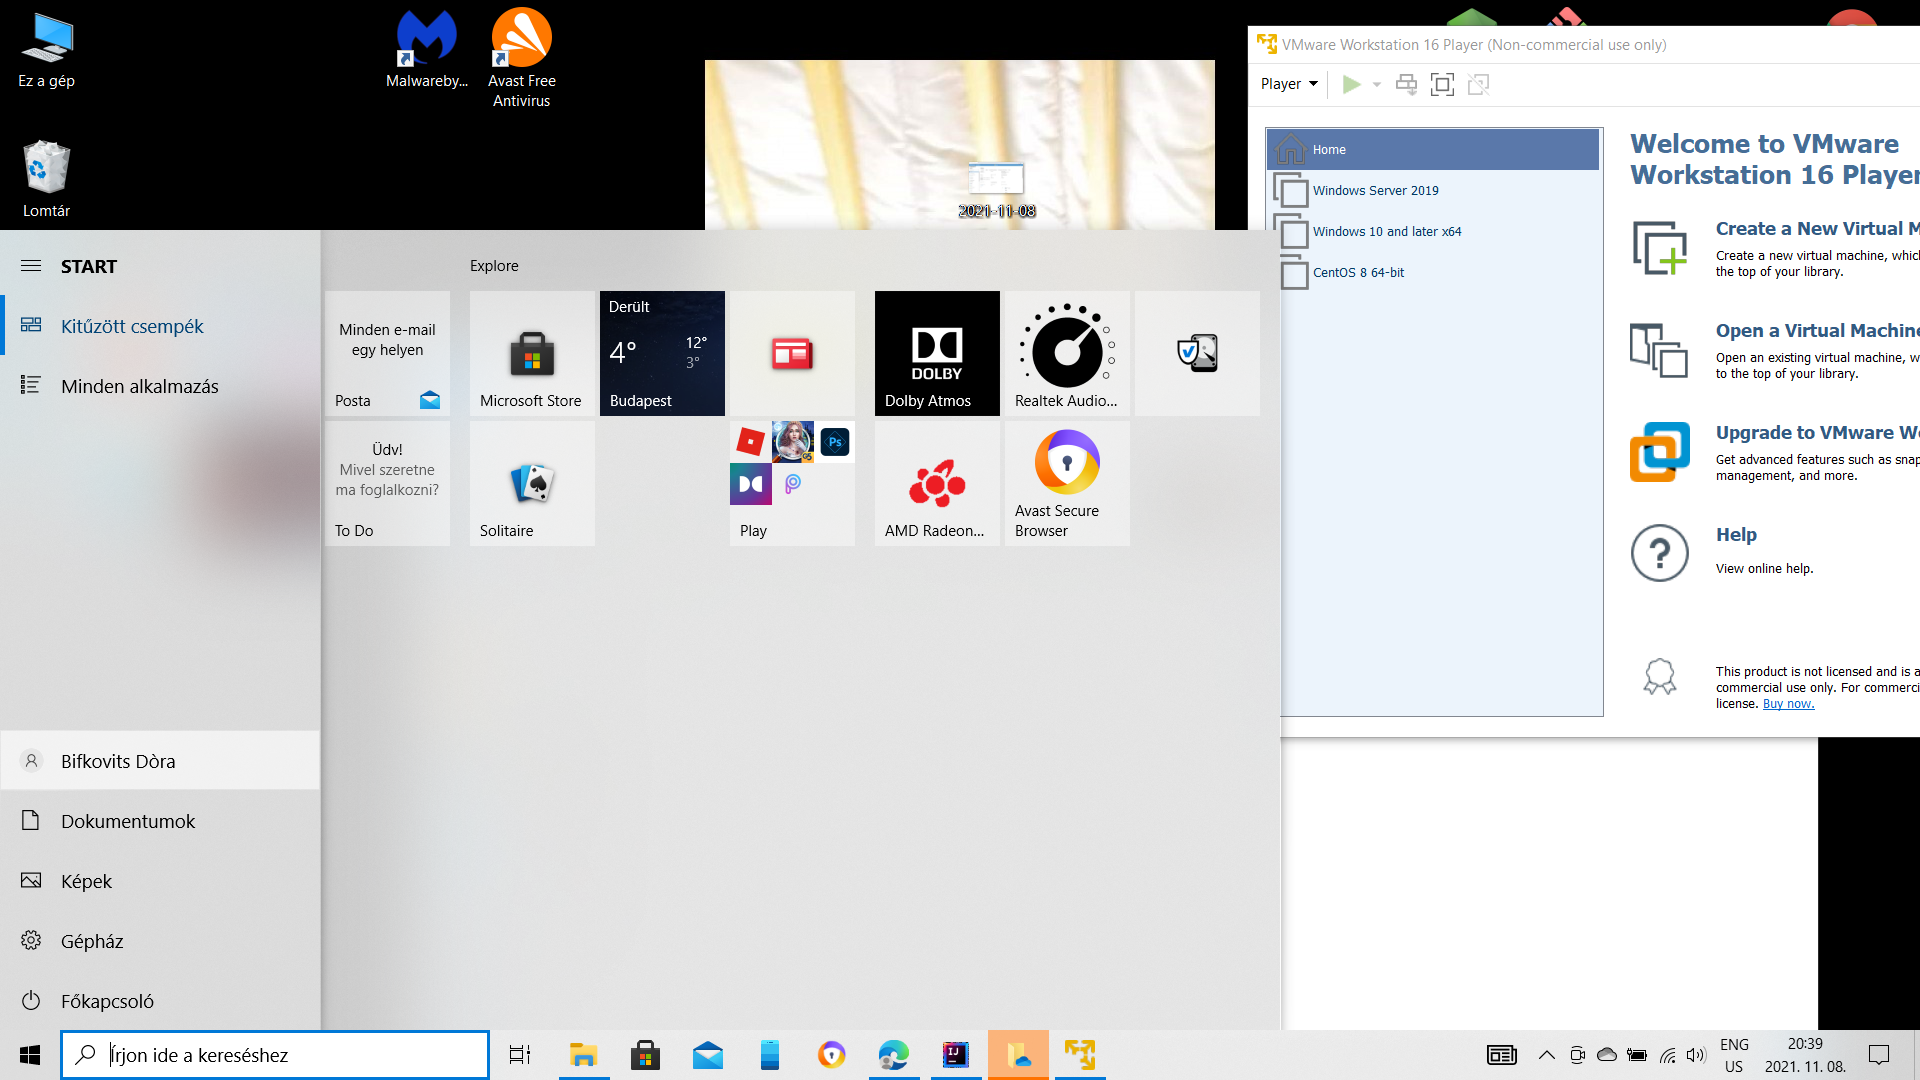 Ez a gép
Malwareby...
Avast Free
Antivirus
Lomtár
2021-11-08
VMware Workstation 16 Player (Non-commercial use only)
Player
Home
Windows Server 2019
Windows 10 and later x64
CentOS 8 64-bit
Welcome to VMware
Workstation 16 Player
Create a New Virtual M
Create a new virtual machine, which
the top of your library.
Open a Virtual Machine
Open an existing virtual machine, w
to the top of your library.
Upgrade to VMware Wo
Get advanced features such as snap
management, and more.
Help
View online help.
This product is not licensed and is a
commercial use only. For commerci
license. Buy now.
START
Kitűzött csempék
Minden alkalmazás
Bifkovits Dòra
Dokumentumok
Képek
Gépház
Főkapcsoló
Explore
Minden e-mail
egy helyen
Posta
Microsoft Store
Derült
4°
12°
3°
Budapest
DOLBY
Dolby Atmos
Realtek Audio...
Üdv!
Mivel szeretne
ma foglalkozni?
To Do
Solitaire
Ps
Play
AMD Radeon...
Avast Secure
Browser
Írjon ide a kereséshez
IJ
ENG
US
20:39
2021. 11. 08.